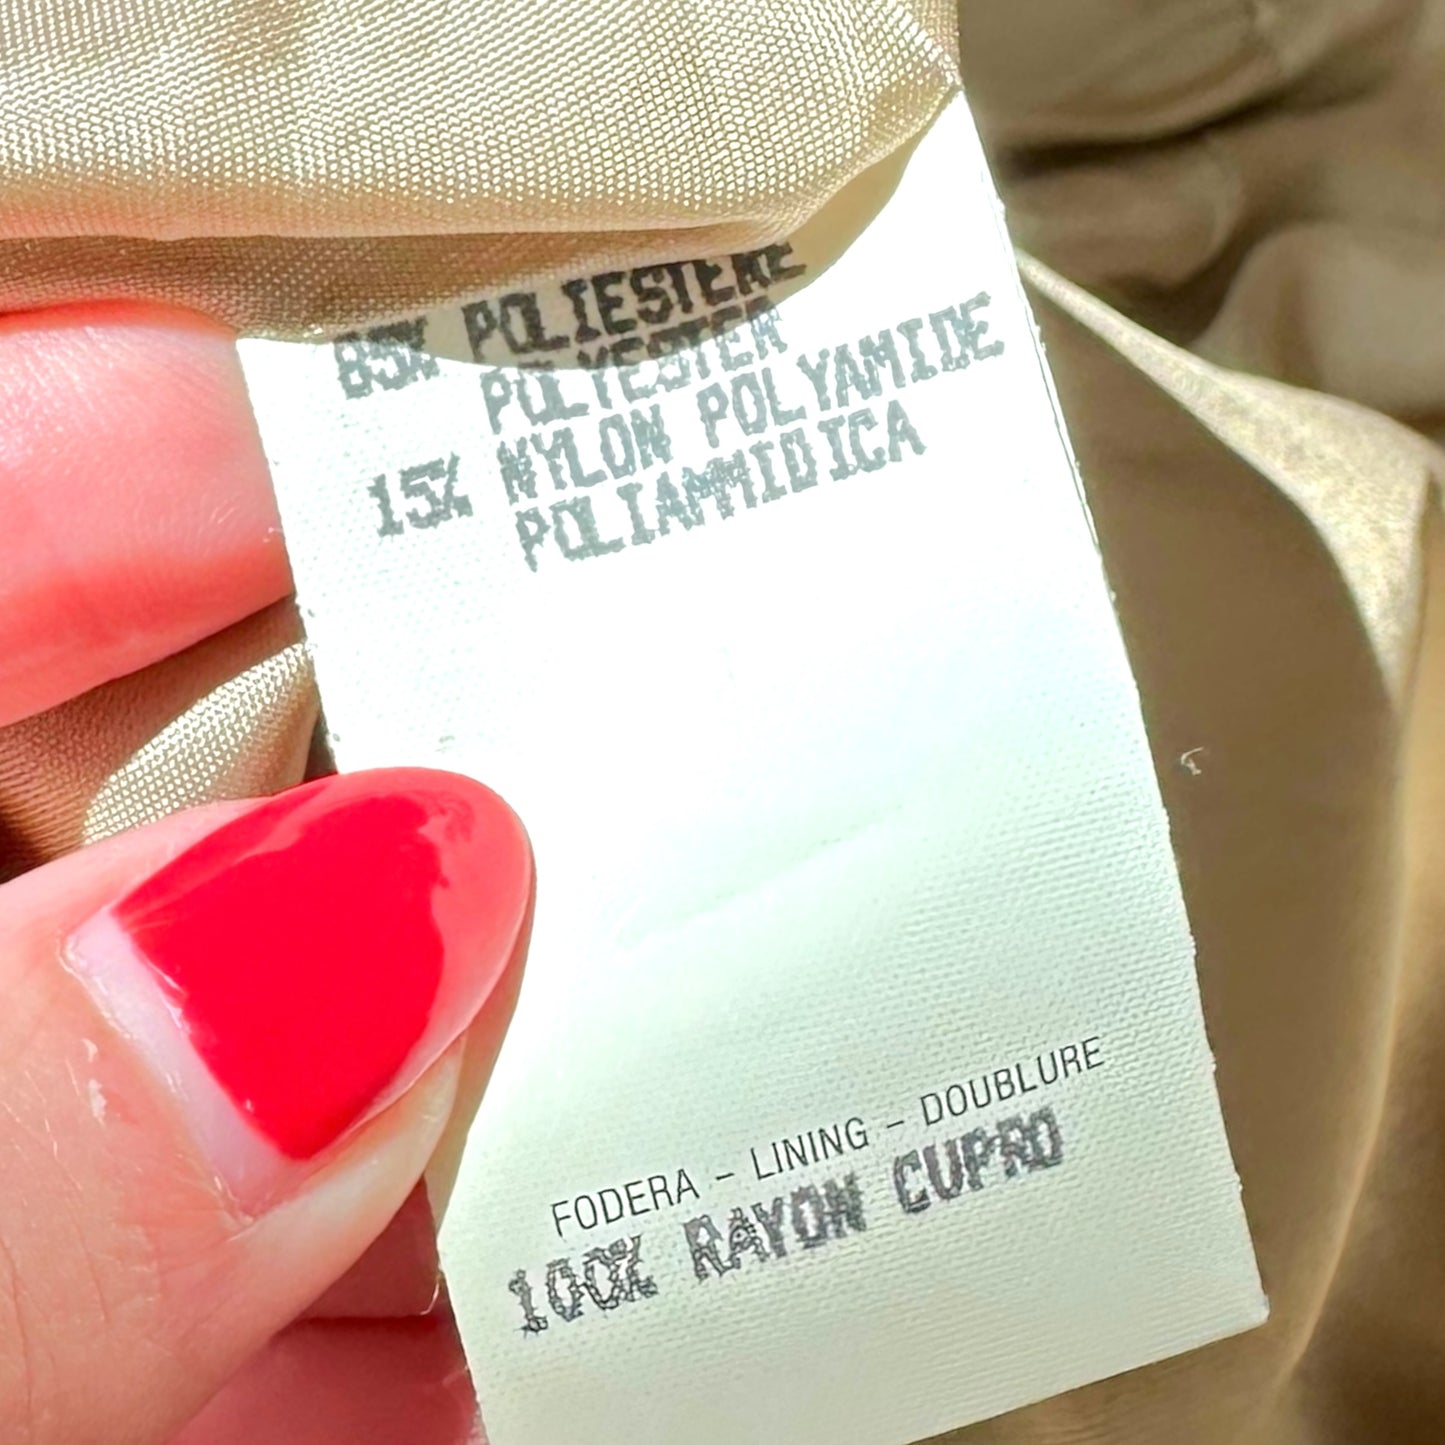 85% POLIESTERE
POLYESTER
15% NYLON POLYAMIDE
POLIAMMIDICA
FODERA - LINING - DOUBLURE
100% RAYON CUPRO